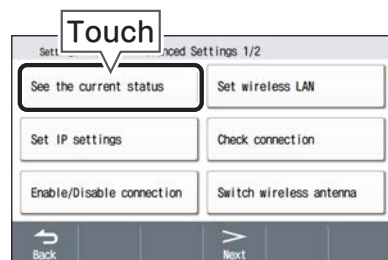 Touch
Sett nced Settings 1/2
See the current status
Set wireless LAN
Set IP settings
Check connection
Enable/Disable connection
Switch wireless antenna
Back
Next